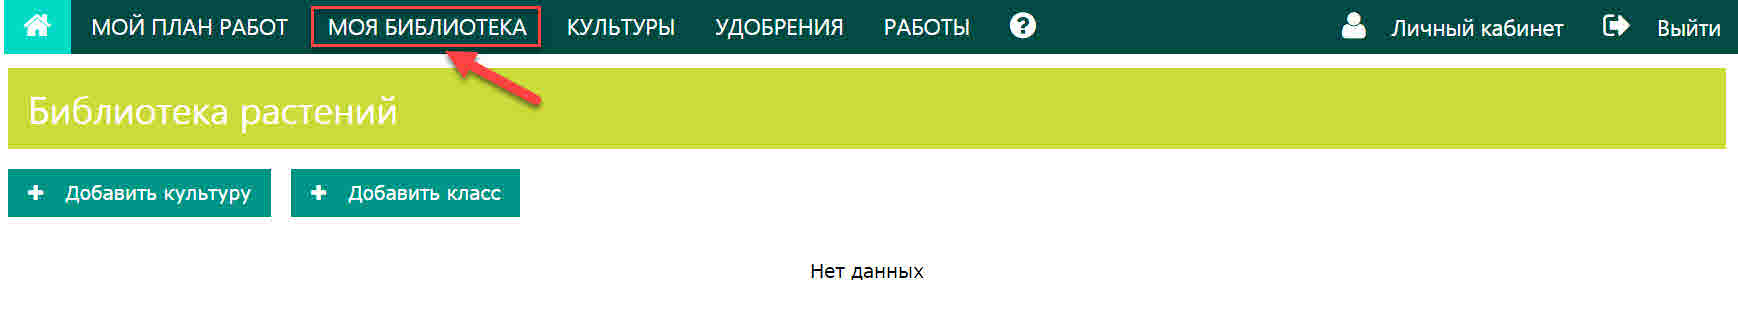 МОЙ ПЛАН РАБОТ МОЯ БИБЛИОТЕКА КУЛЬТУРЫ УДОБРЕНИЯ РАБОТЫ ? Личный кабинет Выйти
Библиотека растений
+ Добавить культуру + Добавить класс
Нет данных